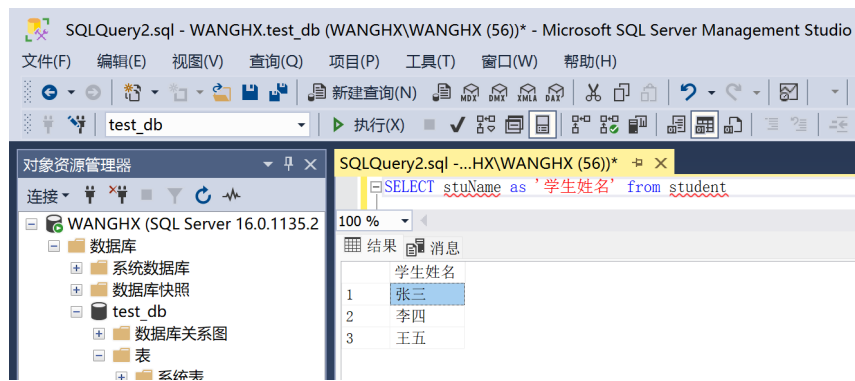 SQLQuery2.sql - WANGHX.test_db (WANGHX\WANGHX (56))* - Microsoft SQL Server Management Studio
文件(F) 编辑(E) 视图(V) 查询(Q) 项目(P) 工具(T) 窗口(W) 帮助(H)
新建查询(N) MDX DMX XMLA DAX
test_db 执行(X)
对象资源管理器
连接
WANGHX (SQL Server 16.0.1135.2
数据库
系统数据库
数据库快照
test_db
数据库关系图
表
系统表
SQLQuery2.sql -...HX\WANGHX (56))*
SELECT stuName as '学生姓名' from student
100 %
结果 消息
学生姓名
1 张三
2 李四
3 王五